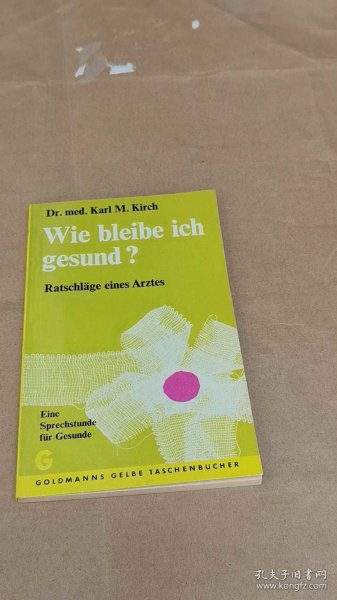 Dr. med. Karl M. Kirch
Wie bleibe ich
gesund?
Ratschläge eines Arztes
Eine
Sprechstunde
für Gesunde
G
GOLDMANNS GELBE TASCHENBÜCHER
孔夫子旧书网
www.kongfz.com